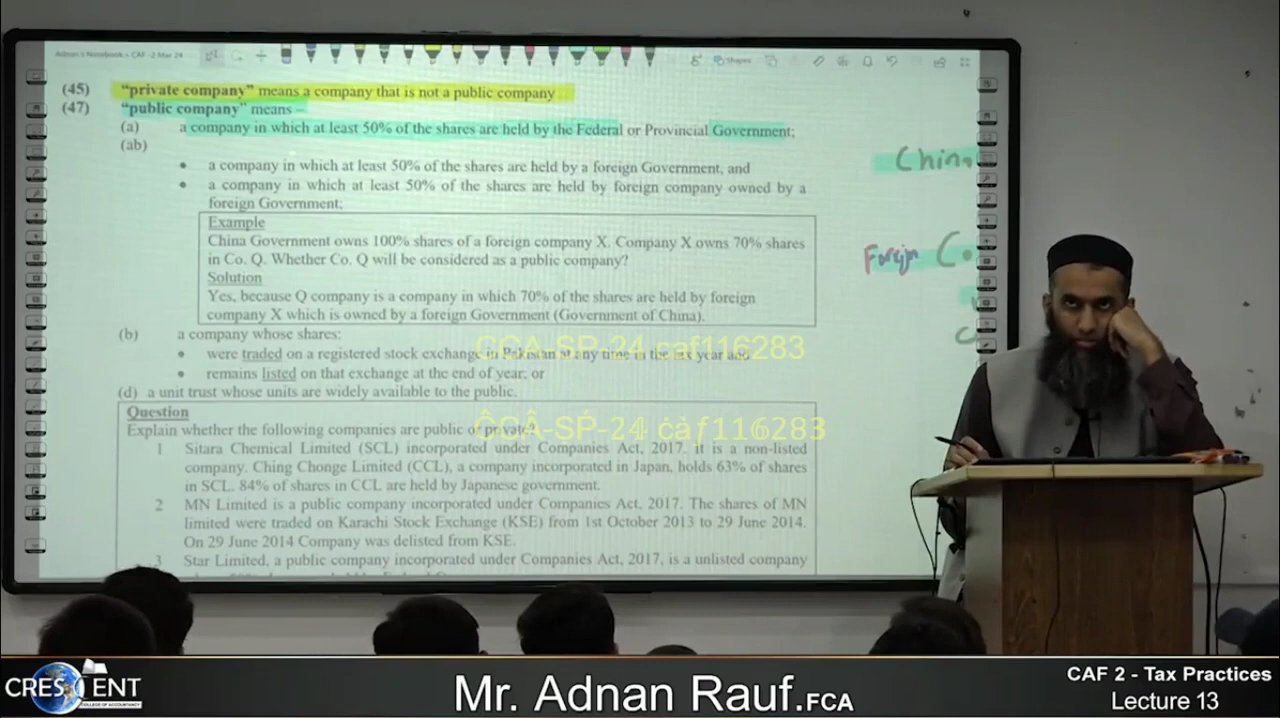 Adnan's Notebook » CAF -2 Mar 24
Shapes
(45) "private company" means a company that is not a public company
(47) "public company" means –
(a) a company in which at least 50% of the shares are held by the Federal or Provincial Government;
(ab)
• a company in which at least 50% of the shares are held by a foreign Government, and
• a company in which at least 50% of the shares are held by foreign company owned by a
foreign Government;
Example
China Government owns 100% shares of a foreign company X. Company X owns 70% shares
in Co. Q. Whether Co. Q will be considered as a public company?
Solution
Yes, because Q company is a company in which 70% of the shares are held by foreign
company X which is owned by a foreign Government (Government of China).
(b) a company whose shares:
• were traded on a registered stock exchange in Pakistan at any time in the tax year and
• remains listed on that exchange at the end of year; or
(d) a unit trust whose units are widely available to the public.
Question
Explain whether the following companies are public or private?
1 Sitara Chemical Limited (SCL) incorporated under Companies Act, 2017. it is a non-listed
company. Ching Chonge Limited (CCL), a company incorporated in Japan, holds 63% of shares
in SCL. 84% of shares in CCL are held by Japanese government.
2 MN Limited is a public company incorporated under Companies Act, 2017. The shares of MN
limited were traded on Karachi Stock Exchange (KSE) from 1st October 2013 to 29 June 2014.
On 29 June 2014 Company was delisted from KSE.
3 Star Limited, a public company incorporated under Companies Act, 2017, is a unlisted company
China
Foreign Co.
CCA-SP-24 caf116283
ĈCÂ-SṔ-24 ċàƒ116283
CRESCENT
COLLEGE OF ACCOUNTANCY
Mr. Adnan Rauf.FCA
CAF 2 - Tax Practices
Lecture 13